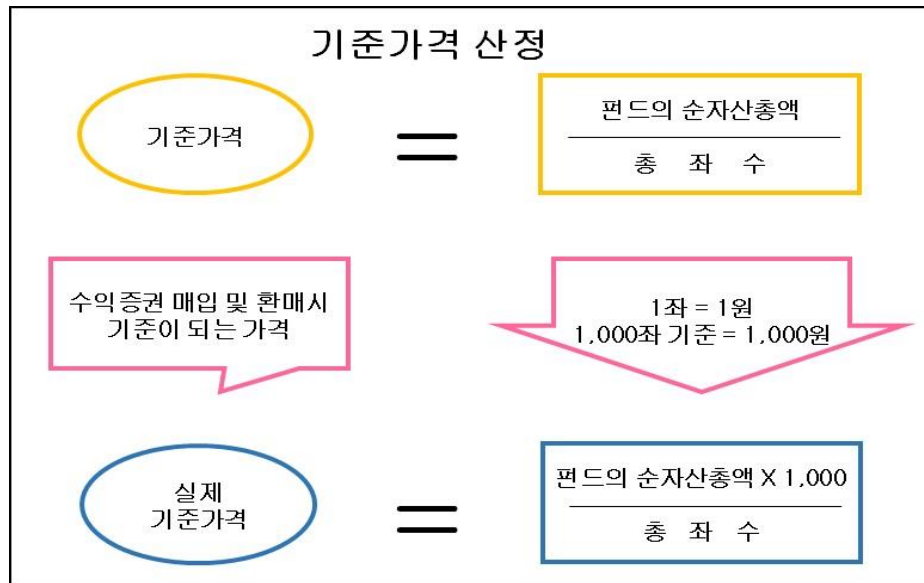 기준가격 산정
기준가격
=
펀드의 순자산총액
총 좌 수
수익증권 매입 및 환매시
기준이 되는 가격
1좌 = 1원
1,000좌 기준 = 1,000원
실제
기준가격
=
펀드의 순자산총액 X 1,000
총 좌 수